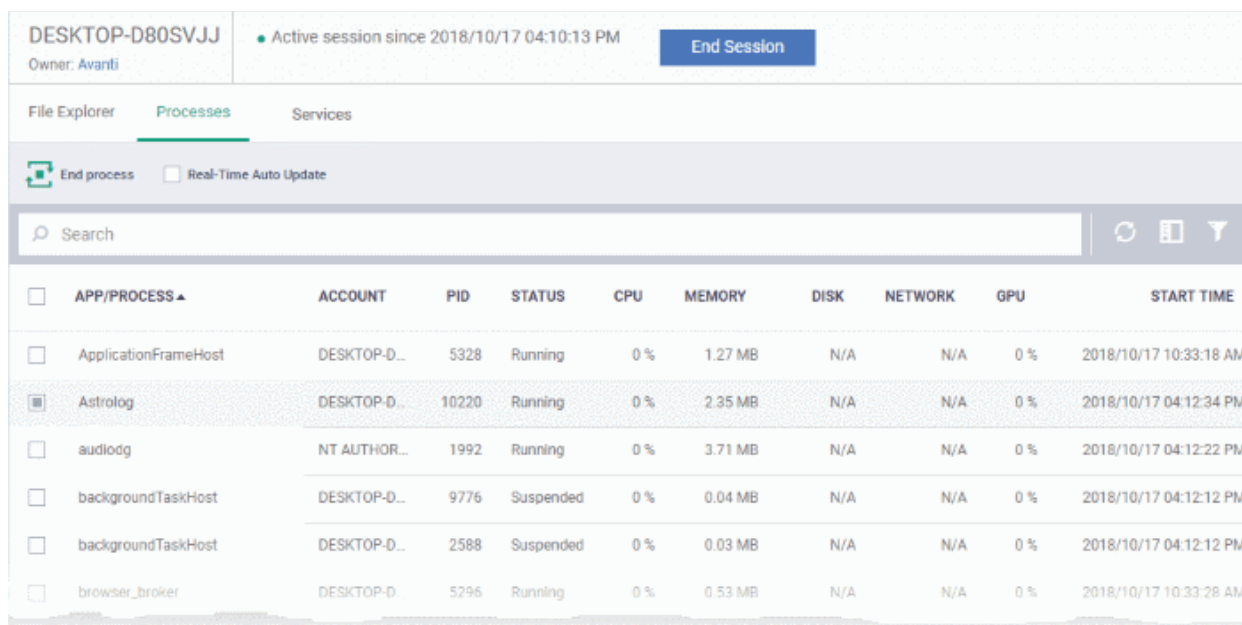 DESKTOP-D80SVJJ
Active session since 2018/10/17 04:10:13 PM
End Session
Owner: Avanti
File Explorer Processes Services
End process Real-Time Auto Update
Search
APP/PROCESS ACCOUNT PID STATUS CPU MEMORY DISK NETWORK GPU START TIME
ApplicationFrameHost DESKTOP-D... 5328 Running 0 % 1.27 MB N/A N/A 0 % 2018/10/17 10:33:18 AM
Astrolog DESKTOP-D... 10220 Running 0 % 2.35 MB N/A N/A 0 % 2018/10/17 04:12:34 PM
audiodg NT AUTHOR... 1992 Running 0 % 3.71 MB N/A N/A 0 % 2018/10/17 04:12:22 PM
backgroundTaskHost DESKTOP-D... 9776 Suspended 0 % 0.04 MB N/A N/A 0 % 2018/10/17 04:12:12 PM
backgroundTaskHost DESKTOP-D... 2588 Suspended 0 % 0.03 MB N/A N/A 0 % 2018/10/17 04:12:12 PM
browser_broker DESKTOP-D 5296 Running 0 % 0.53 MB N/A N/A 0 % 2018/10/17 10:33:28 AM